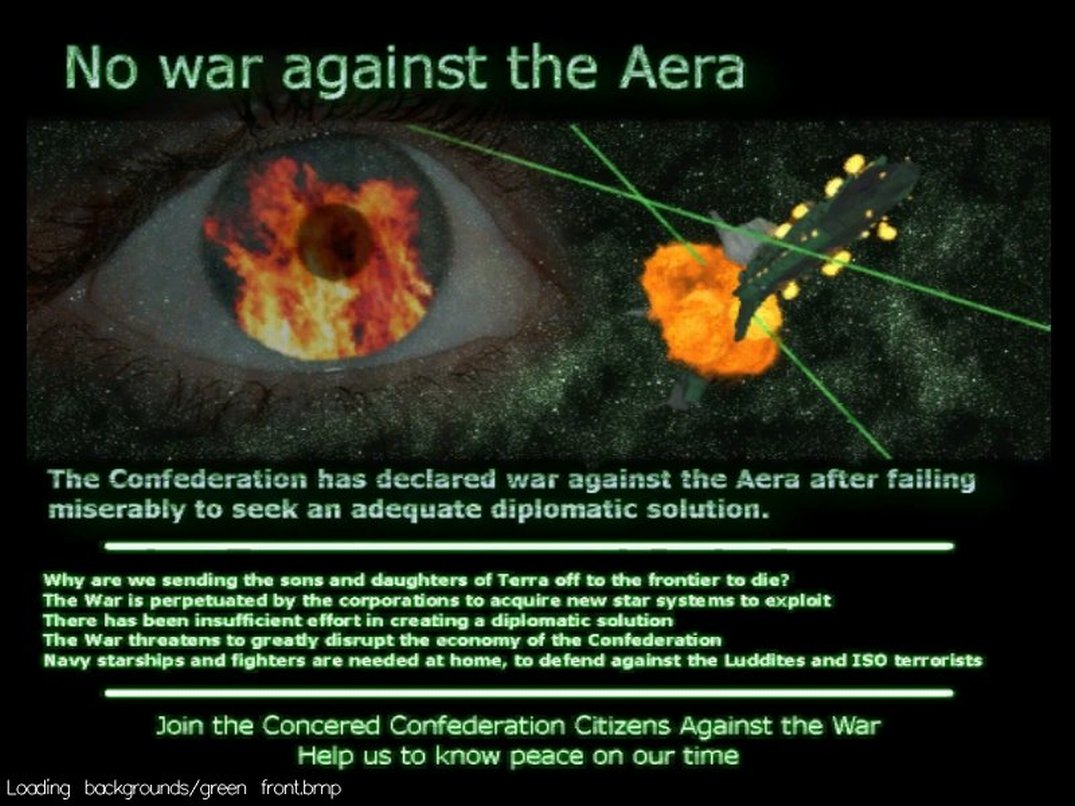 No war against the Aera
The Confederation has declared war against the Aera after failing
miserably to seek an adequate diplomatic solution.
Why are we sending the sons and daughters of Terra off to the frontier to die?
The War is perpetuated by the corporations to acquire new star systems to exploit
There has been insufficient effort in creating a diplomatic solution
The War threatens to greatly disrupt the economy of the Confederation
Navy starships and fighters are needed at home, to defend against the Luddites and ISO terrorists
Join the Concered Confederation Citizens Against the War
Help us to know peace on our time
Loading backgrounds/green front.bmp